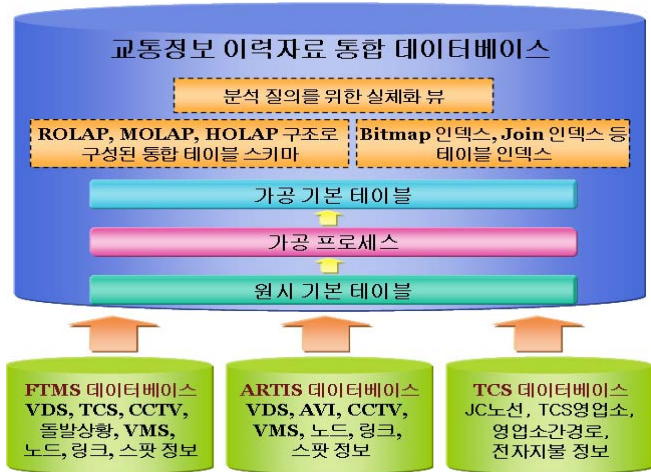 교통정보 이력자료 통합 데이터베이스
분석 질의를 위한 실체화 뷰
ROLAP, MOLAP, HOLAP 구조로
구성된 통합 테이블 스키마
Bitmap 인덱스, Join 인덱스 등
테이블 인덱스
가공 기본 테이블
가공 프로세스
원시 기본 테이블
FTMS 데이터베이스
VDS, TCS, CCTV,
돌발상황, VMS,
노드, 링크, 스팟 정보
ARTIS 데이터베이스
VDS, AVI, CCTV,
VMS, 노드, 링크,
스팟 정보
TCS 데이터베이스
JC노선, TCS영업소,
영업소간경로,
전자지불 정보